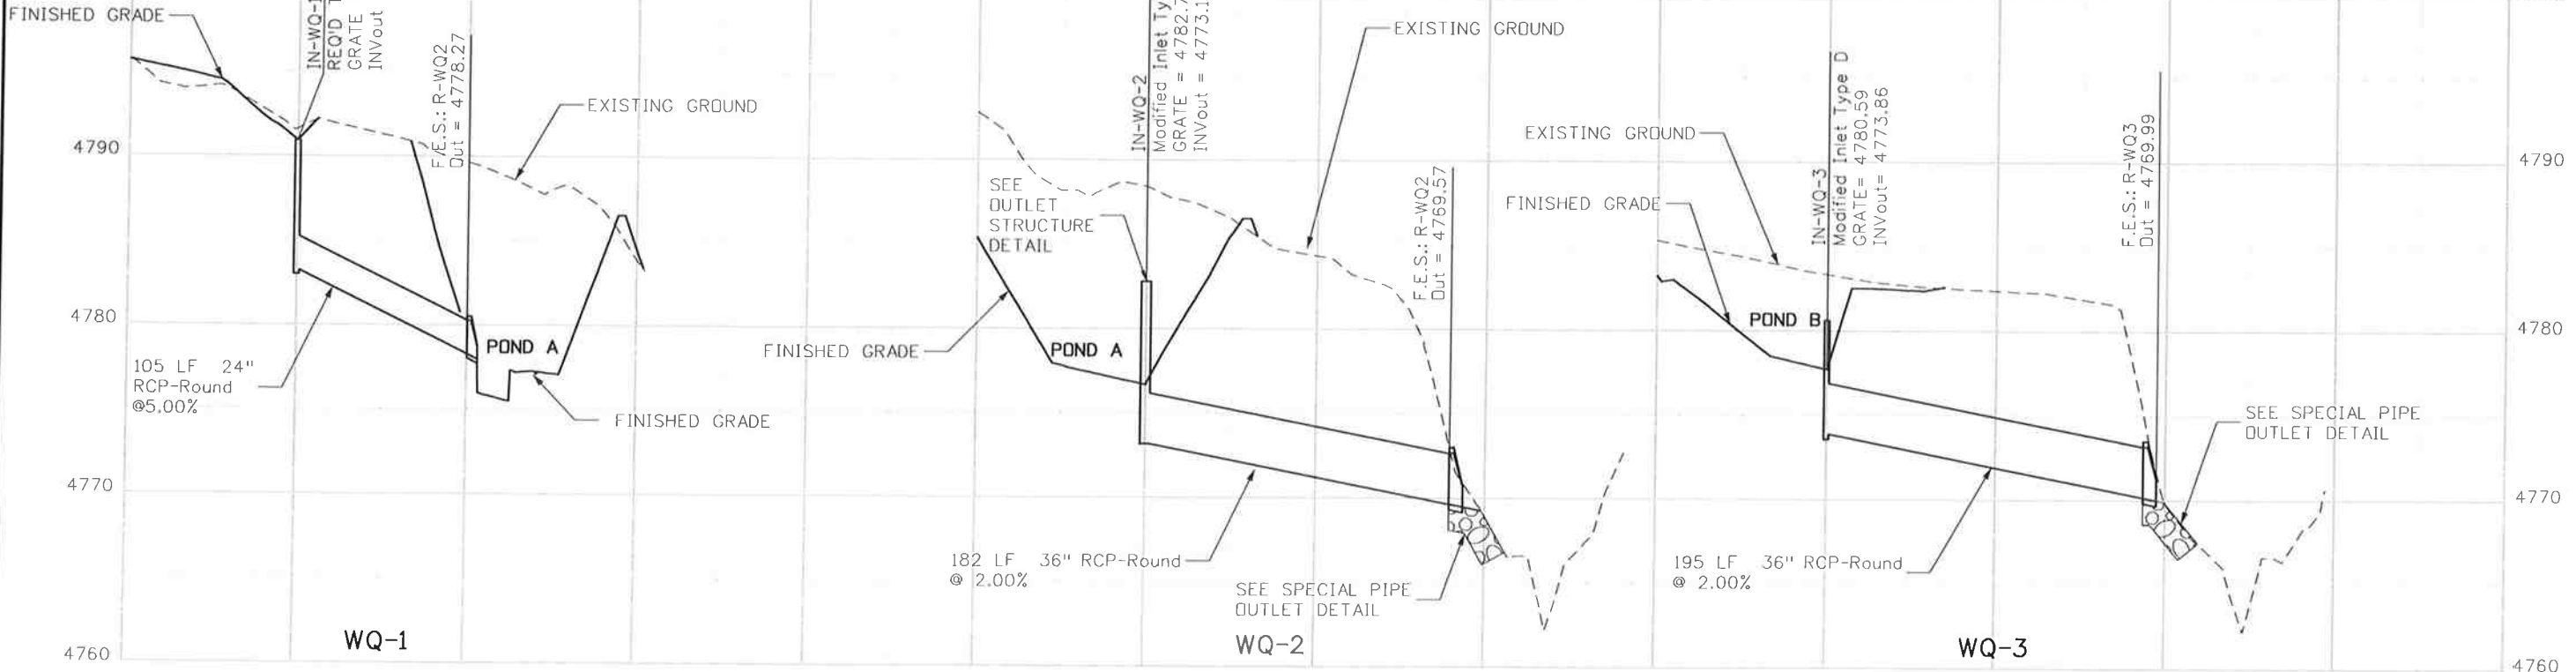 FINISHED GRADE
IN-WQ-1
REQ'D
GRATE
INVout
F.E.S.: R-WQ2
Out = 4778.27
EXISTING GROUND
4790
4780
105 LF 24"
RCP-Round
@5.00%
POND A
FINISHED GRADE
4770
4760
WQ-1
IN-WQ-2
Modified Inlet Ty
GRATE = 4782.7
INVout = 4773.1
EXISTING GROUND
SEE
OUTLET
STRUCTURE
DETAIL
F.E.S.: R-WQ2
Out = 4769.57
FINISHED GRADE
POND A
182 LF 36" RCP-Round
@ 2.00%
SEE SPECIAL PIPE
OUTLET DETAIL
WQ-2
EXISTING GROUND
FINISHED GRADE
IN-WQ-3
Modified Inlet Type D
GRATE= 4780.59
INVout= 4773.86
F.E.S.: R-WQ3
Out = 4769.99
POND B
SEE SPECIAL PIPE
OUTLET DETAIL
195 LF 36" RCP-Round
@ 2.00%
WQ-3
4790
4780
4770
4760